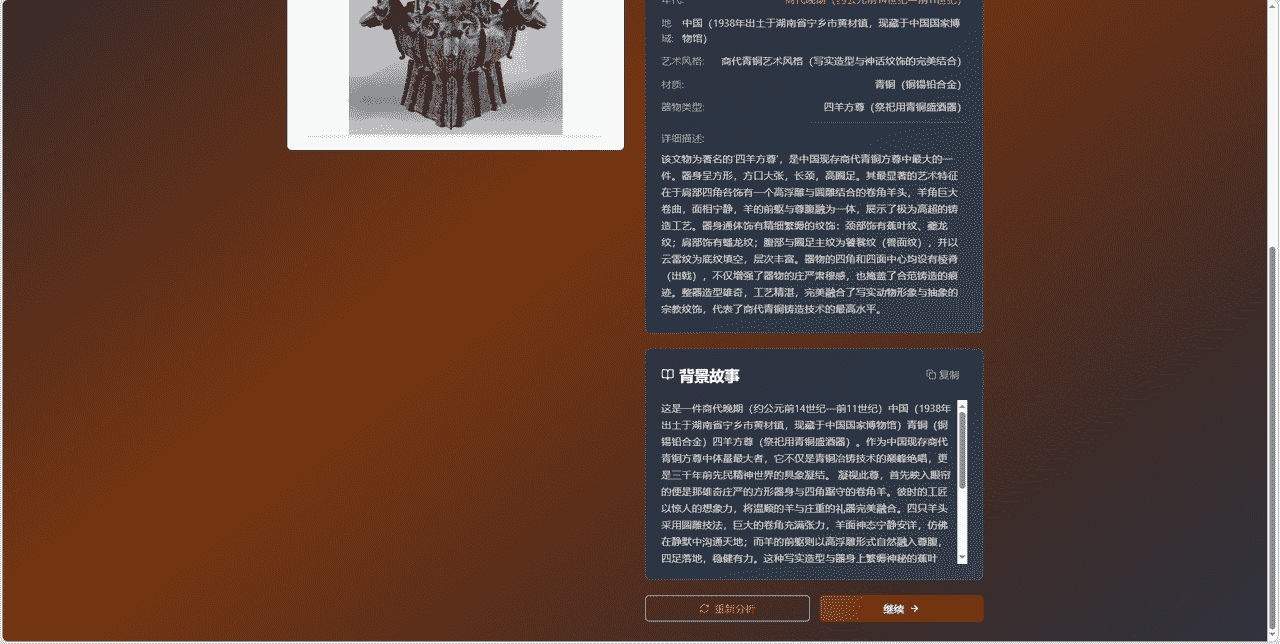 年代:
商代晚期（约公元前14世纪—前11世纪）
地域:
中国（1938年出土于湖南省宁乡市黄材镇，现藏于中国国家博物馆）
艺术风格:
商代青铜艺术风格（写实造型与神话纹饰的完美结合）
材质:
青铜（铜锡铅合金）
器物类型:
四羊方尊（祭祀用青铜盛酒器）
详细描述:
该文物为著名的'四羊方尊'，是中国现存商代青铜方尊中最大的一
件。器身呈方形，方口大张，长颈，高圈足。其最显著的艺术特征
在于肩部四角各饰有一个高浮雕与圆雕结合的卷角羊头，羊角巨大
卷曲，面相宁静，羊的前躯与尊腹融为一体，展示了极为高超的铸
造工艺。器身通体饰有精细繁缛的纹饰：颈部饰有蕉叶纹、夔龙
纹；肩部饰有蟠龙纹；腹部与圈足主纹为饕餮纹（兽面纹），并以
云雷纹为底纹填空，层次丰富。器物的四角和四面中心均设有棱脊
（出戟），不仅增强了器物的庄严肃穆感，也掩盖了合范铸造的痕
迹。整器造型雄奇，工艺精湛，完美融合了写实动物形象与抽象的
宗教纹饰，代表了商代青铜铸造技术的最高水平。
背景故事
复制
这是一件商代晚期（约公元前14世纪—前11世纪）中国（1938年
出土于湖南省宁乡市黄材镇，现藏于中国国家博物馆）青铜（铜
锡铅合金）四羊方尊（祭祀用青铜盛酒器）。作为中国现存商代
青铜方尊中体量最大者，它不仅是青铜冶铸技术的巅峰绝唱，更
是三千年前先民精神世界的具象凝结。 凝视此尊，首先映入眼帘
的便是那雄奇庄严的方形器身与四角踞守的卷角羊。彼时的工匠
以惊人的想象力，将温顺的羊与庄重的礼器完美融合。四只羊头
采用圆雕技法，巨大的卷角充满张力，羊面神态宁静安详，仿佛
在静默中沟通天地；而羊的前躯则以高浮雕形式自然融入尊腹，
四足落地，稳健有力。这种写实造型与器身上繁缛神秘的蕉叶
重新分析
继续 →